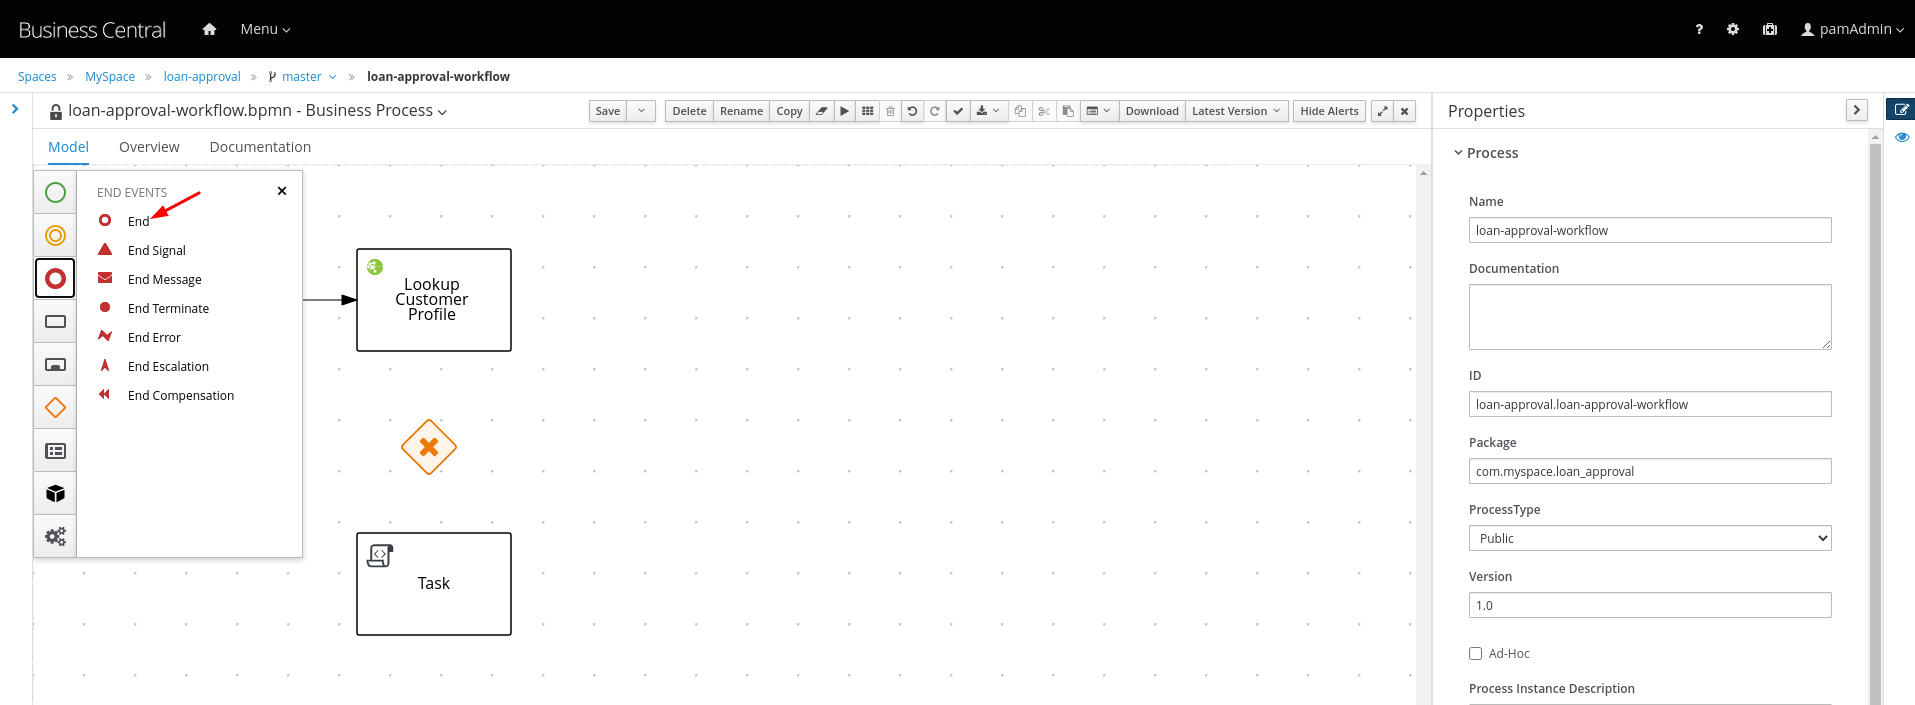 Business Central
Menu
?
pamAdmin
Spaces » MySpace » loan-approval » master » loan-approval-workflow
loan-approval-workflow.bpmn - Business Process
Save
Delete
Rename
Copy
Download
Latest Version
Hide Alerts
Model
Overview
Documentation
END EVENTS
End
End Signal
End Message
End Terminate
End Error
End Escalation
End Compensation
Lookup
Customer
Profile
Task
Properties
Process
Name
loan-approval-workflow
Documentation
ID
loan-approval.loan-approval-workflow
Package
com.myspace.loan_approval
ProcessType
Public
Version
1.0
Ad-Hoc
Process Instance Description